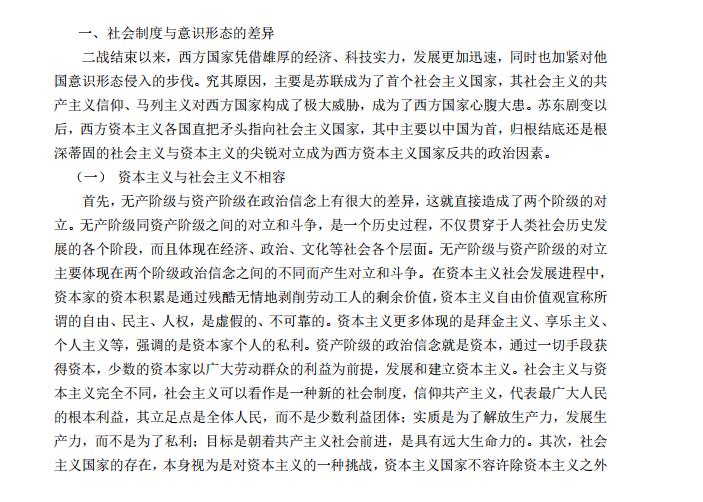 一、社会制度与意识形态的差异
二战结束以来，西方国家凭借雄厚的经济、科技实力，发展更加迅速，同时也加紧对他
国意识形态侵入的步伐。究其原因，主要是苏联成为了首个社会主义国家，其社会主义的共
产主义信仰、马列主义对西方国家构成了极大威胁，成为了西方国家心腹大患。苏东剧变以
后，西方资本主义各国直把矛头指向社会主义国家，其中主要以中国为首，归根结底还是根
深蒂固的社会主义与资本主义的尖锐对立成为西方资本主义国家反共的政治因素。
（一） 资本主义与社会主义不相容
首先，无产阶级与资产阶级在政治信念上有很大的差异，这就直接造成了两个阶级的对
立。无产阶级同资产阶级之间的对立和斗争，是一个历史过程，不仅贯穿于人类社会历史发
展的各个阶段，而且体现在经济、政治、文化等社会各个层面。无产阶级与资产阶级的对立
主要体现在两个阶级政治信念之间的不同而产生对立和斗争。在资本主义社会发展进程中，
资本家的资本积累是通过残酷无情地剥削劳动工人的剩余价值，资本主义自由价值观宣称所
谓的自由、民主、人权，是虚假的、不可靠的。资本主义更多体现的是拜金主义、享乐主义、
个人主义等，强调的是资本家个人的私利。资产阶级的政治信念就是资本，通过一切手段获
得资本，少数的资本家以广大劳动群众的利益为前提，发展和建立资本主义。社会主义与资
本主义完全不同，社会主义可以看作是一种新的社会制度，信仰共产主义，代表最广大人民
的根本利益，其立足点是全体人民，而不是少数利益团体；实质是为了解放生产力，发展生
产力，而不是为了私利；目标是朝着共产主义社会前进，是具有远大生命力的。其次，社会
主义国家的存在，本身视为是对资本主义的一种挑战，资本主义国家不容许除资本主义之外